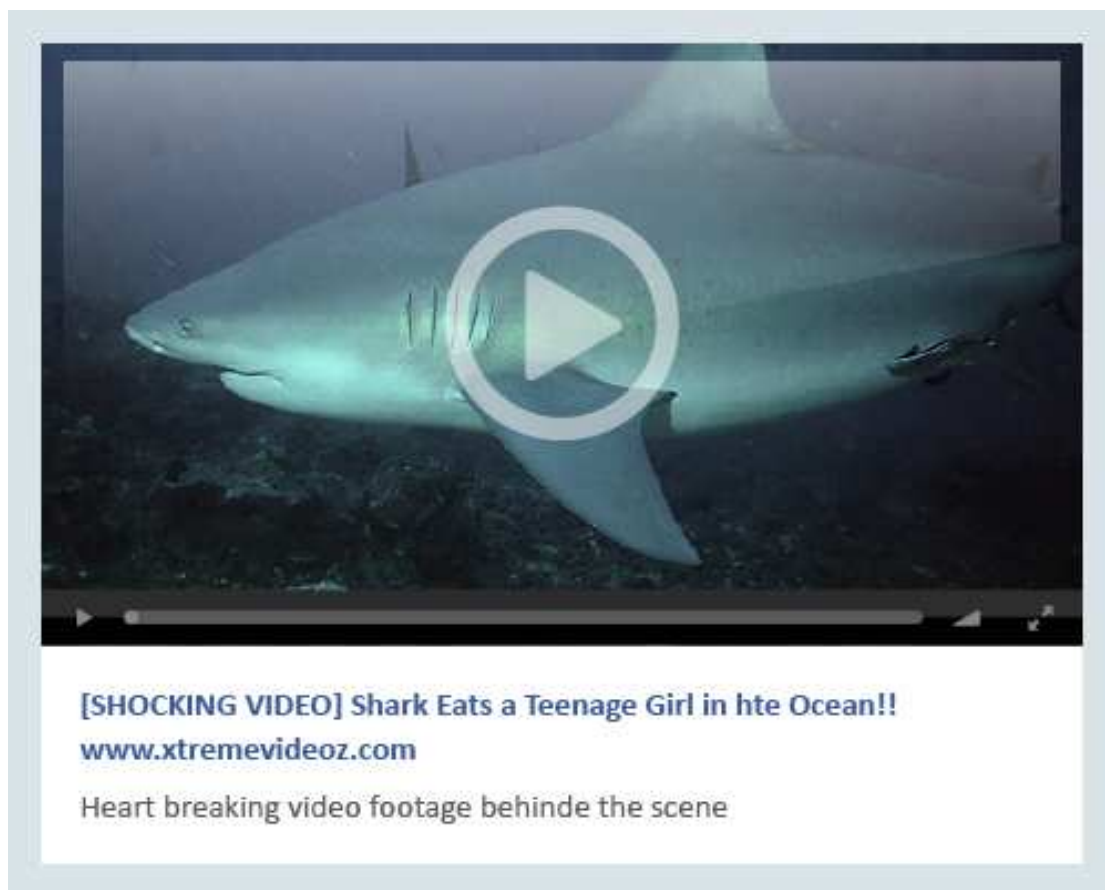 [SHOCKING VIDEO] Shark Eats a Teenage Girl in hte Ocean!!
www.xtremevideoz.com
Heart breaking video footage behinde the scene